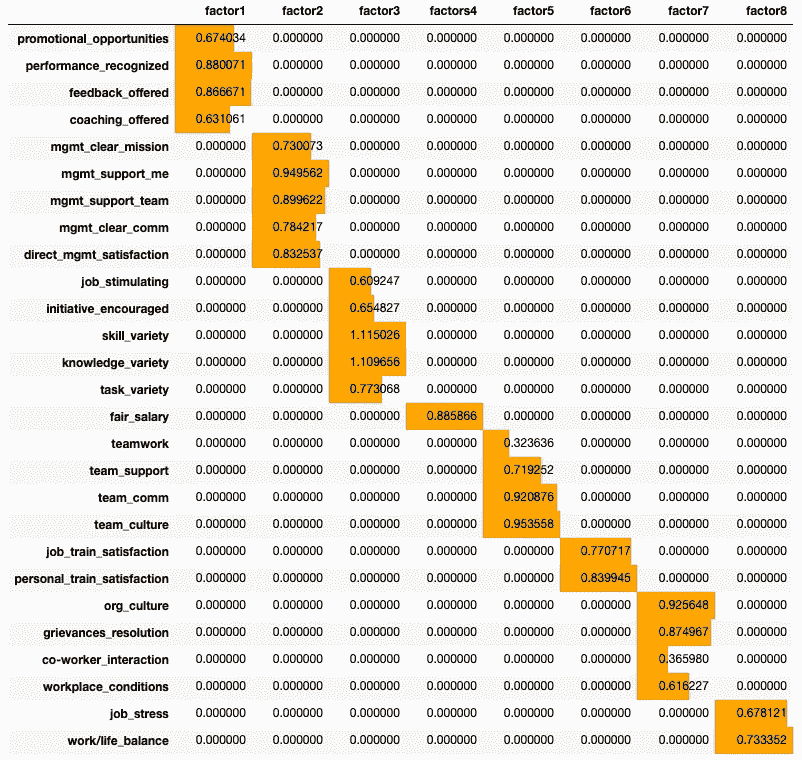 factor1 factor2 factor3 factors4 factor5 factor6 factor7 factor8
promotional_opportunities 0.674034 0.000000 0.000000 0.000000 0.000000 0.000000 0.000000 0.000000
performance_recognized 0.880071 0.000000 0.000000 0.000000 0.000000 0.000000 0.000000 0.000000
feedback_offered 0.866671 0.000000 0.000000 0.000000 0.000000 0.000000 0.000000 0.000000
coaching_offered 0.631061 0.000000 0.000000 0.000000 0.000000 0.000000 0.000000 0.000000
mgmt_clear_mission 0.000000 0.730073 0.000000 0.000000 0.000000 0.000000 0.000000 0.000000
mgmt_support_me 0.000000 0.949562 0.000000 0.000000 0.000000 0.000000 0.000000 0.000000
mgmt_support_team 0.000000 0.899622 0.000000 0.000000 0.000000 0.000000 0.000000 0.000000
mgmt_clear_comm 0.000000 0.784217 0.000000 0.000000 0.000000 0.000000 0.000000 0.000000
direct_mgmt_satisfaction 0.000000 0.832537 0.000000 0.000000 0.000000 0.000000 0.000000 0.000000
job_stimulating 0.000000 0.000000 0.609247 0.000000 0.000000 0.000000 0.000000 0.000000
initiative_encouraged 0.000000 0.000000 0.654827 0.000000 0.000000 0.000000 0.000000 0.000000
skill_variety 0.000000 0.000000 1.115026 0.000000 0.000000 0.000000 0.000000 0.000000
knowledge_variety 0.000000 0.000000 1.109656 0.000000 0.000000 0.000000 0.000000 0.000000
task_variety 0.000000 0.000000 0.773068 0.000000 0.000000 0.000000 0.000000 0.000000
fair_salary 0.000000 0.000000 0.000000 0.885866 0.000000 0.000000 0.000000 0.000000
teamwork 0.000000 0.000000 0.000000 0.000000 0.323636 0.000000 0.000000 0.000000
team_support 0.000000 0.000000 0.000000 0.000000 0.719252 0.000000 0.000000 0.000000
team_comm 0.000000 0.000000 0.000000 0.000000 0.920876 0.000000 0.000000 0.000000
team_culture 0.000000 0.000000 0.000000 0.000000 0.953558 0.000000 0.000000 0.000000
job_train_satisfaction 0.000000 0.000000 0.000000 0.000000 0.000000 0.770717 0.000000 0.000000
personal_train_satisfaction 0.000000 0.000000 0.000000 0.000000 0.000000 0.839945 0.000000 0.000000
org_culture 0.000000 0.000000 0.000000 0.000000 0.000000 0.000000 0.925648 0.000000
grievances_resolution 0.000000 0.000000 0.000000 0.000000 0.000000 0.000000 0.874967 0.000000
co-worker_interaction 0.000000 0.000000 0.000000 0.000000 0.000000 0.000000 0.365980 0.000000
workplace_conditions 0.000000 0.000000 0.000000 0.000000 0.000000 0.000000 0.616227 0.000000
job_stress 0.000000 0.000000 0.000000 0.000000 0.000000 0.000000 0.000000 0.678121
work/life_balance 0.000000 0.000000 0.000000 0.000000 0.000000 0.000000 0.000000 0.733352